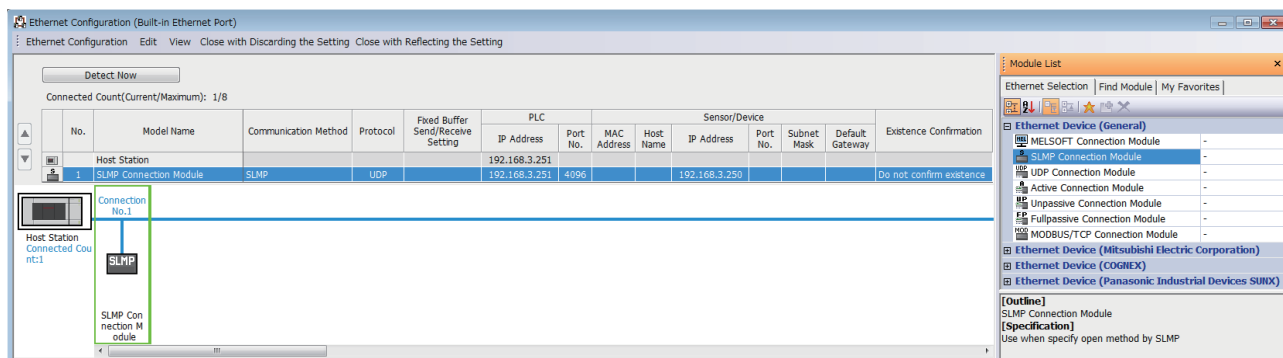 Ethernet Configuration (Built-in Ethernet Port)
Ethernet Configuration Edit View Close with Discarding the Setting Close with Reflecting the Setting
Detect Now
Connected Count(Current/Maximum): 1/8
No. Model Name Communication Method Protocol Fixed Buffer Send/Receive Setting PLC Sensor/Device Existence Confirmation
IP Address Port No. MAC Address Host Name IP Address Port No. Subnet Mask Default Gateway
Host Station 192.168.3.251
1 SLMP Connection Module SLMP UDP 192.168.3.251 4096 192.168.3.250 Do not confirm existence
Connection
No.1
Host Station
Connected Cou
nt:1
SLMP
SLMP Con
nection M
odule
Module List
Ethernet Selection Find Module My Favorites
Ethernet Device (General)
MELSOFT Connection Module -
SLMP Connection Module -
UDP Connection Module -
Active Connection Module -
Unpassive Connection Module -
Fullpassive Connection Module -
MODBUS/TCP Connection Module -
Ethernet Device (Mitsubishi Electric Corporation)
Ethernet Device (COGNEX)
Ethernet Device (Panasonic Industrial Devices SUNX)
[Outline]
SLMP Connection Module
[Specification]
Use when specify open method by SLMP